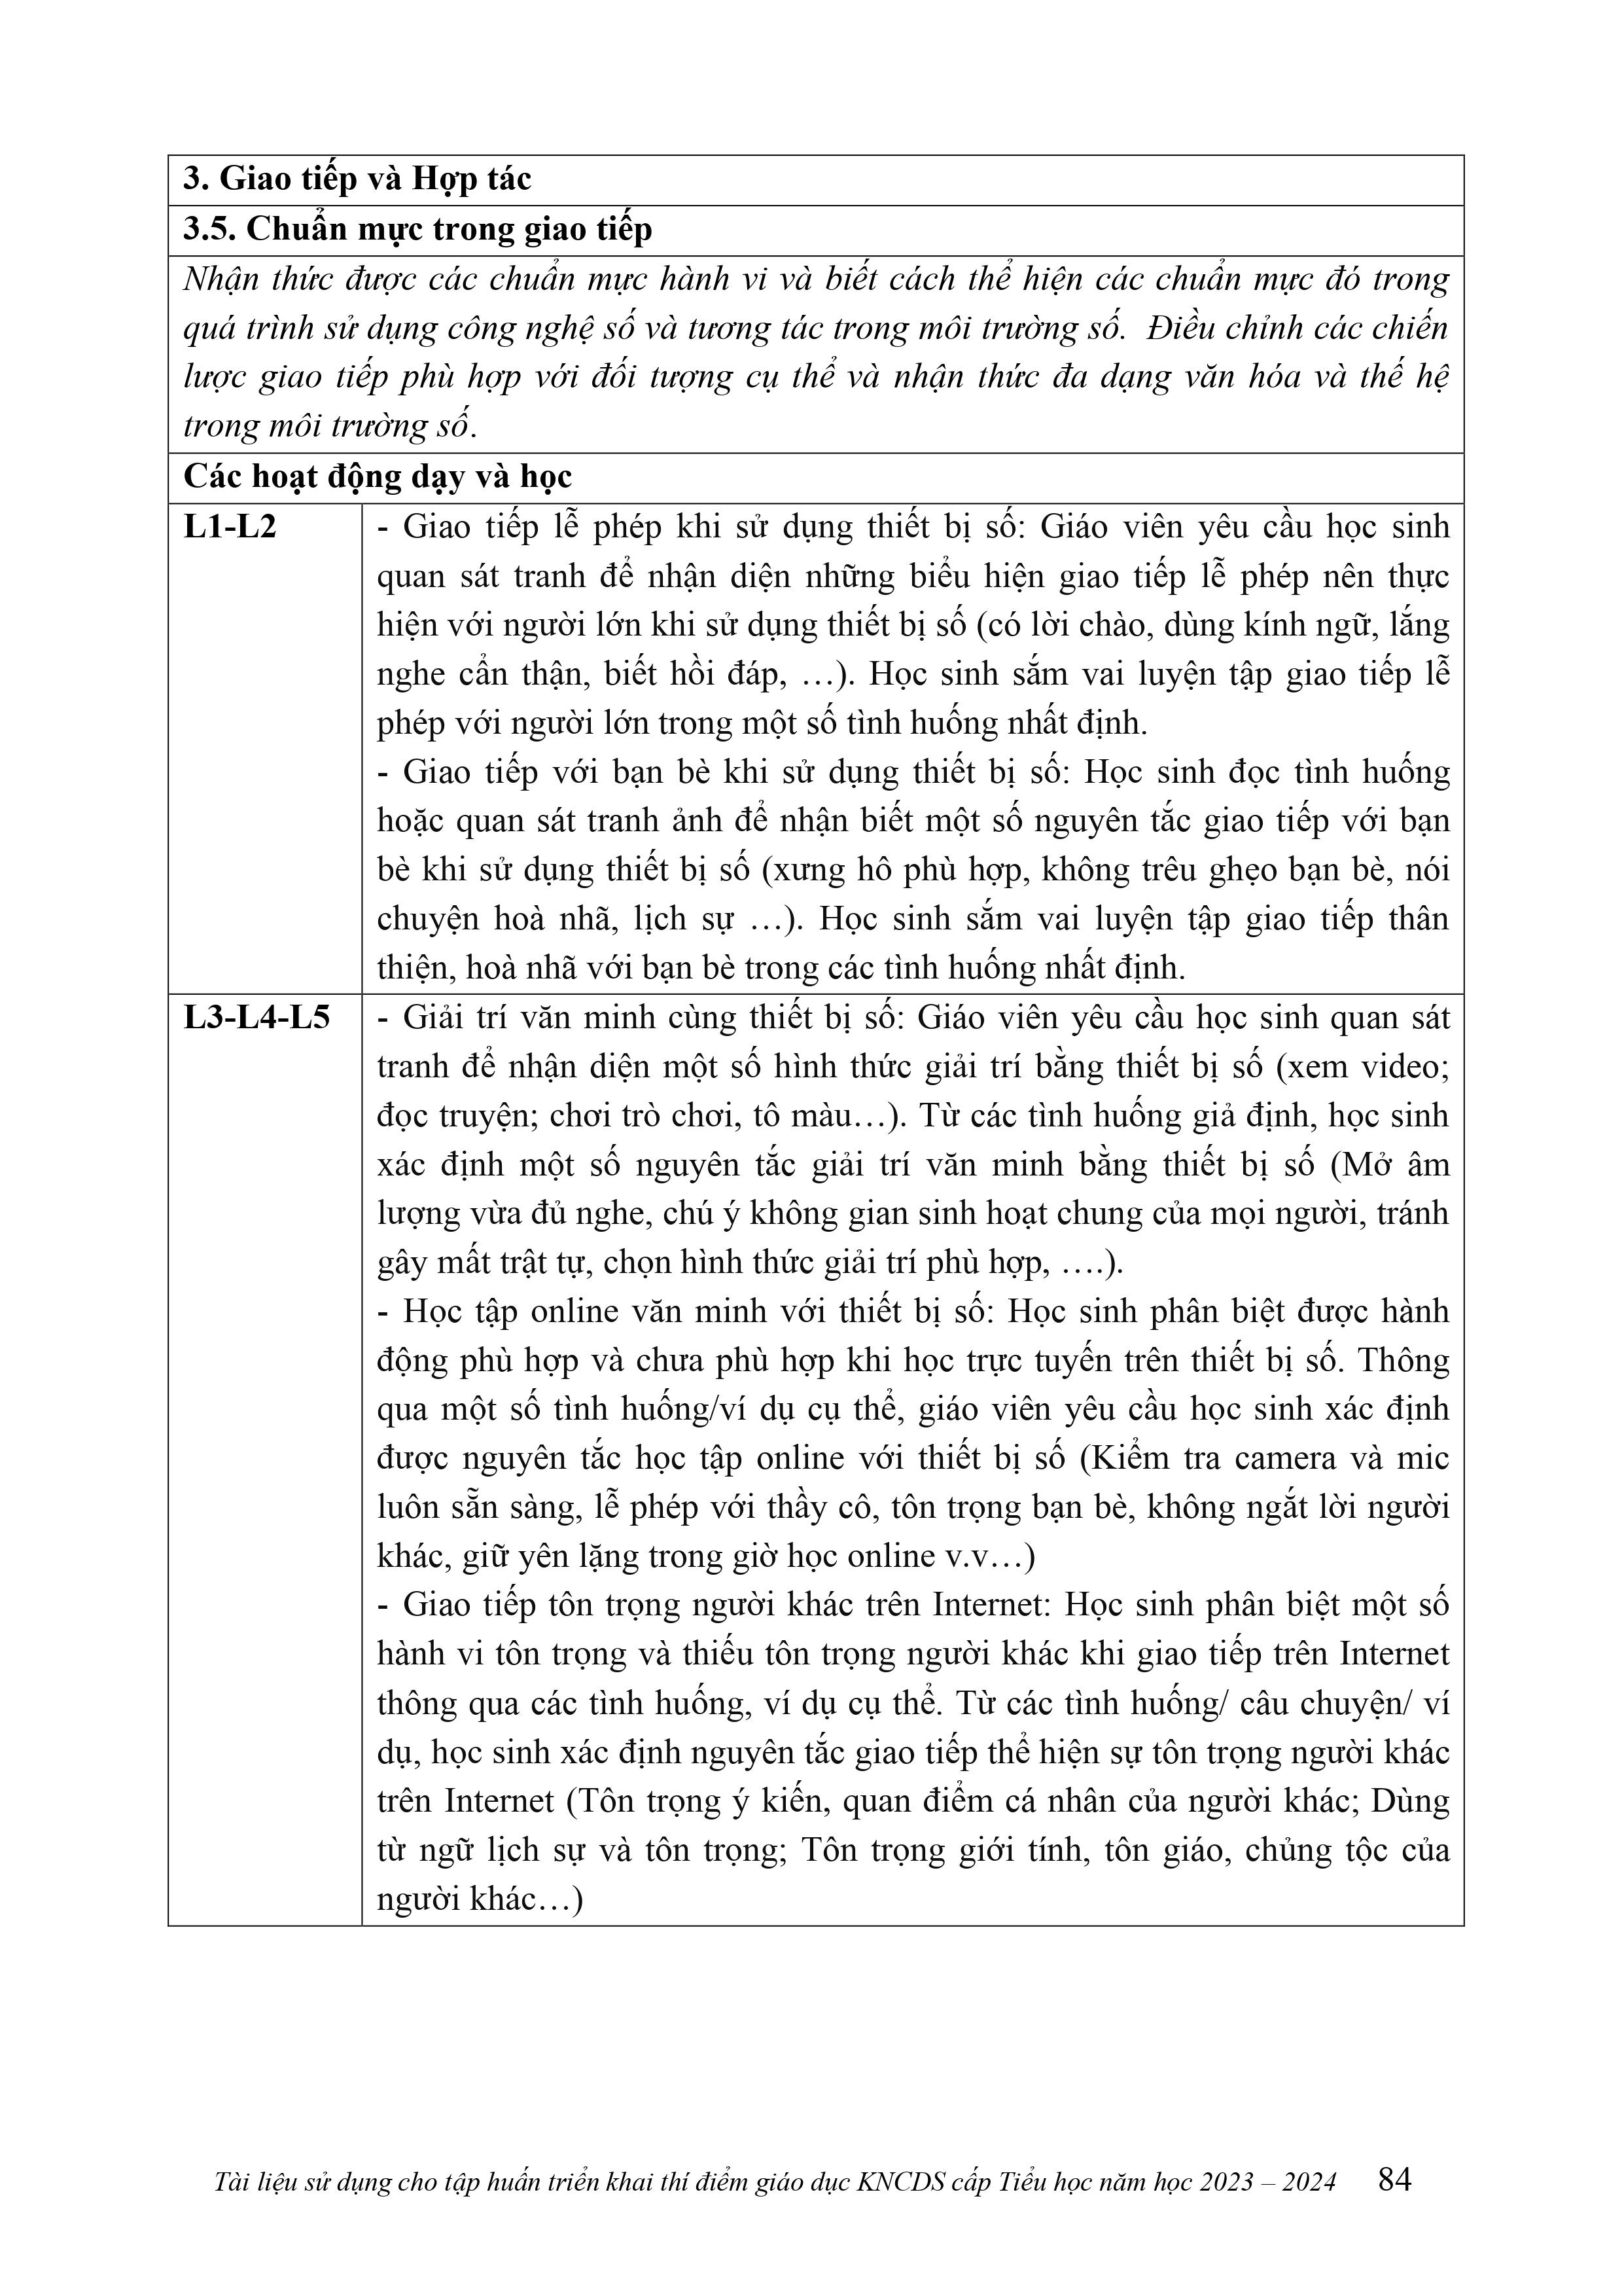 3. Giao tiếp và Hợp tác
3.5. Chuẩn mực trong giao tiếp
Nhận thức được các chuẩn mực hành vi và biết cách thể hiện các chuẩn mực đó trong
quá trình sử dụng công nghệ số và tương tác trong môi trường số.  Điều chỉnh các chiến
lược giao tiếp phù hợp với đối tượng cụ thể và nhận thức đa dạng văn hóa và thế hệ
trong môi trường số.
Các hoạt động dạy và học
L1-L2
- Giao tiếp lễ phép khi sử dụng thiết bị số: Giáo viên yêu cầu học sinh
quan sát tranh để nhận diện những biểu hiện giao tiếp lễ phép nên thực
hiện với người lớn khi sử dụng thiết bị số (có lời chào, dùng kính ngữ, lắng
nghe cẩn thận, biết hồi đáp, …). Học sinh sắm vai luyện tập giao tiếp lễ
phép với người lớn trong một số tình huống nhất định.
- Giao tiếp với bạn bè khi sử dụng thiết bị số: Học sinh đọc tình huống
hoặc quan sát tranh ảnh để nhận biết một số nguyên tắc giao tiếp với bạn
bè khi sử dụng thiết bị số (xưng hô phù hợp, không trêu ghẹo bạn bè, nói
chuyện hoà nhã, lịch sự …). Học sinh sắm vai luyện tập giao tiếp thân
thiện, hoà nhã với bạn bè trong các tình huống nhất định.
L3-L4-L5
- Giải trí văn minh cùng thiết bị số: Giáo viên yêu cầu học sinh quan sát
tranh để nhận diện một số hình thức giải trí bằng thiết bị số (xem video;
đọc truyện; chơi trò chơi, tô màu…). Từ các tình huống giả định, học sinh
xác định một số nguyên tắc giải trí văn minh bằng thiết bị số (Mở âm
lượng vừa đủ nghe, chú ý không gian sinh hoạt chung của mọi người, tránh
gây mất trật tự, chọn hình thức giải trí phù hợp, ….).
- Học tập online văn minh với thiết bị số: Học sinh phân biệt được hành
động phù hợp và chưa phù hợp khi học trực tuyến trên thiết bị số. Thông
qua một số tình huống/ví dụ cụ thể, giáo viên yêu cầu học sinh xác định
được nguyên tắc học tập online với thiết bị số (Kiểm tra camera và mic
luôn sẵn sàng, lễ phép với thầy cô, tôn trọng bạn bè, không ngắt lời người
khác, giữ yên lặng trong giờ học online v.v…)
- Giao tiếp tôn trọng người khác trên Internet: Học sinh phân biệt một số
hành vi tôn trọng và thiếu tôn trọng người khác khi giao tiếp trên Internet
thông qua các tình huống, ví dụ cụ thể. Từ các tình huống/ câu chuyện/ ví
dụ, học sinh xác định nguyên tắc giao tiếp thể hiện sự tôn trọng người khác
trên Internet (Tôn trọng ý kiến, quan điểm cá nhân của người khác; Dùng
từ ngữ lịch sự và tôn trọng; Tôn trọng giới tính, tôn giáo, chủng tộc của
người khác…)
Tài liệu sử dụng cho tập huấn triển khai thí điểm giáo dục KNCDS cấp Tiểu học năm học 2023 – 2024 84